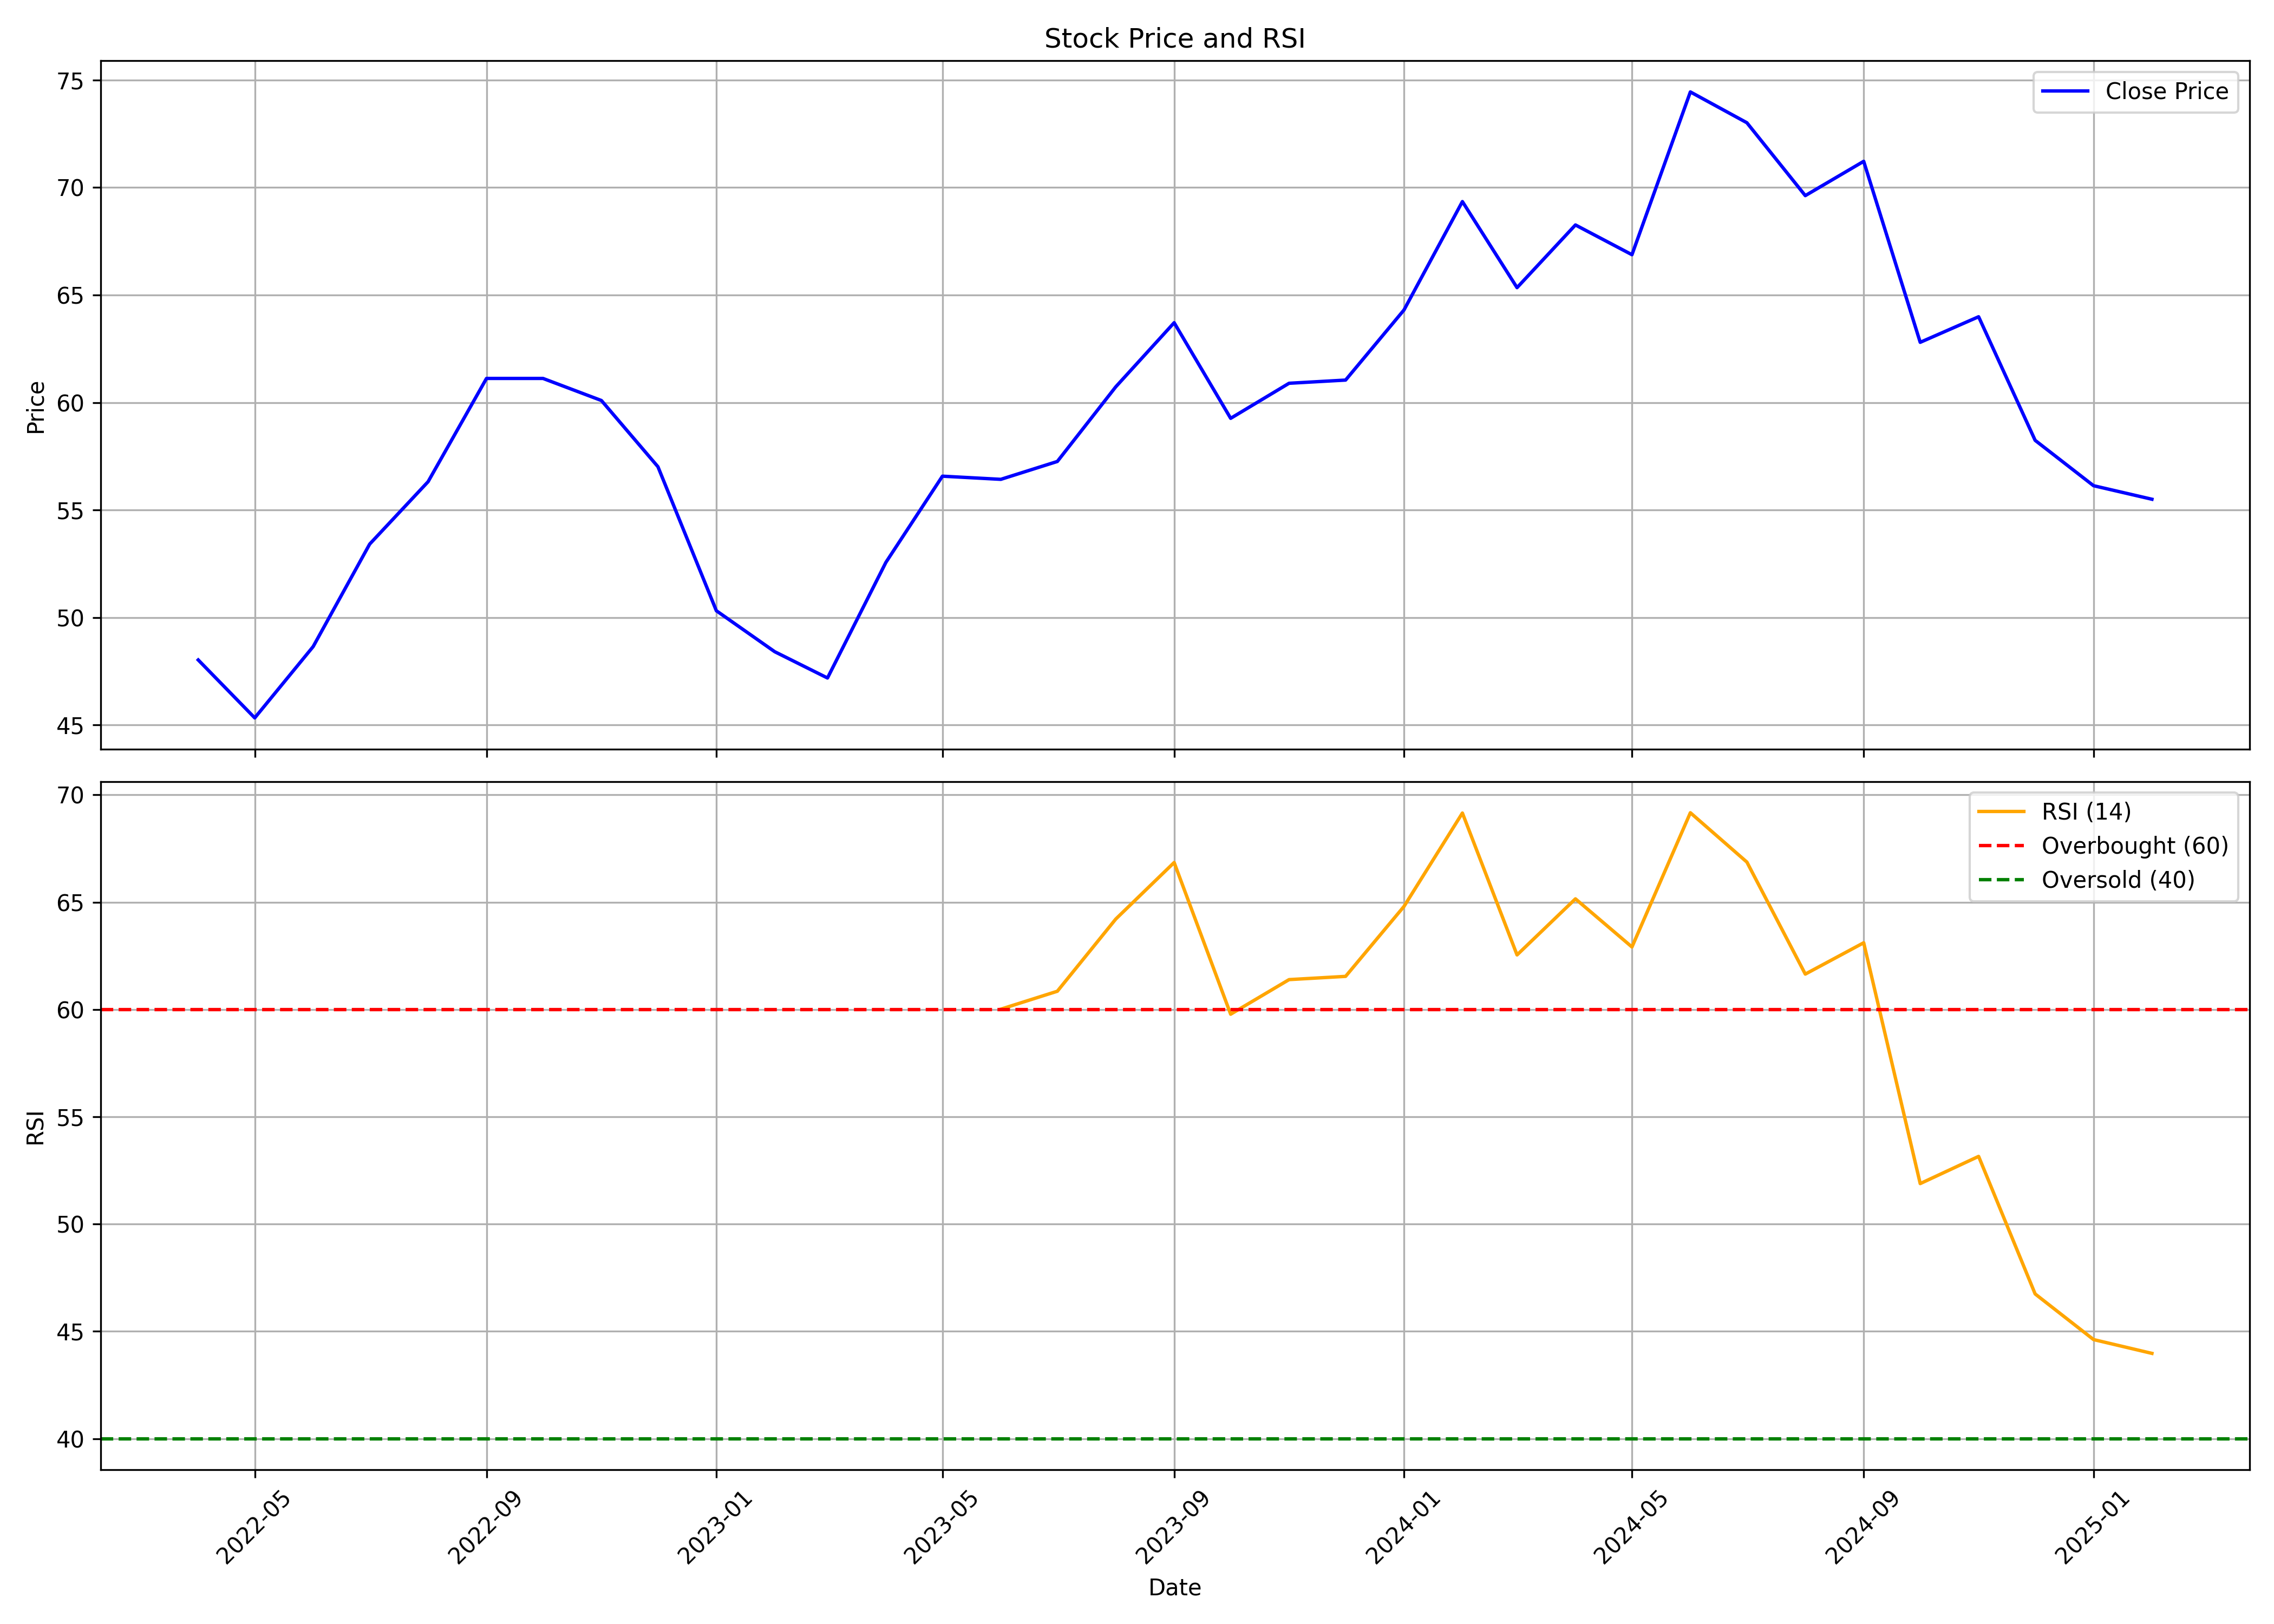 Stock Price and RSI
75
70
65
60
55
50
45
Price
Close Price
70
65
60
55
50
45
40
RSI
RSI (14)
Overbought (60)
Oversold (40)
2022-05
2022-09
2023-01
2023-05
2023-09
2024-01
2024-05
2024-09
2025-01
Date